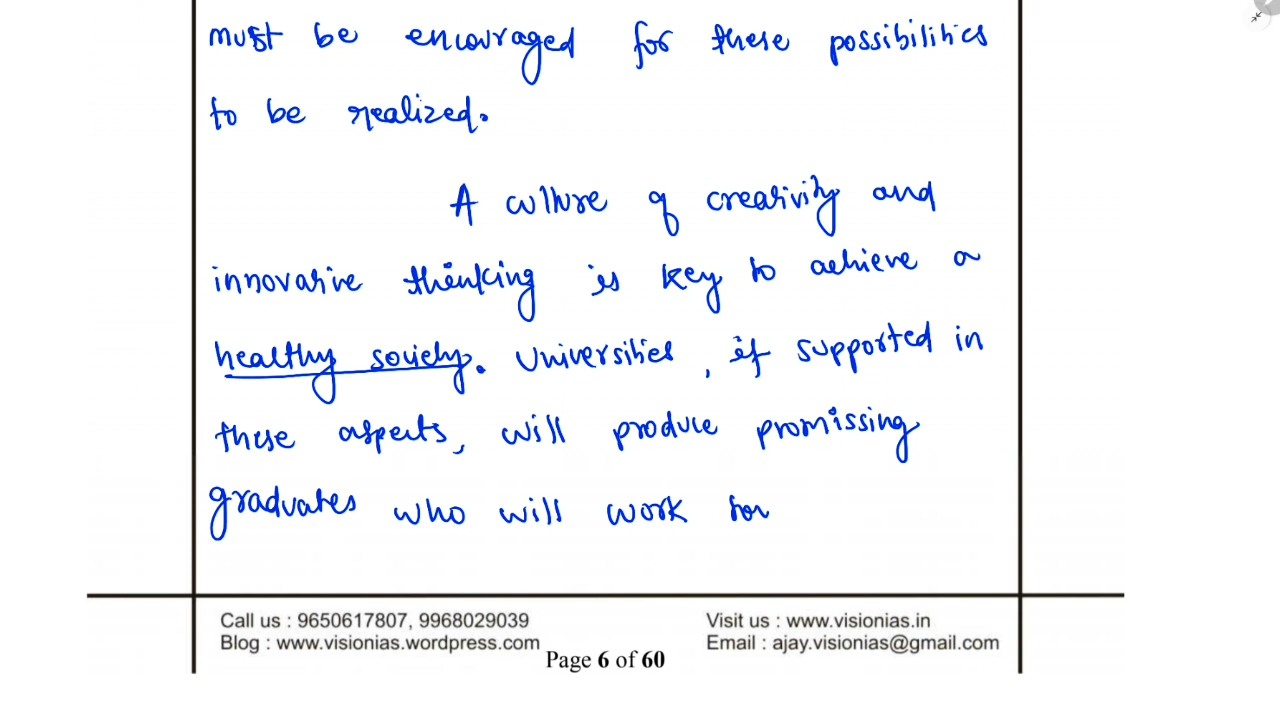 must be encouraged for these possibilities
to be realized.
A culture of creativity and
innovative thinking is key to achieve a
healthy society. Universities, if supported in
these aspects, will produce promissing
graduates who will work for
Call us : 9650617807, 9968029039 Visit us : www.visionias.in
Blog : www.visionias.wordpress.com Email : ajay.visionias@gmail.com
Page 6 of 60